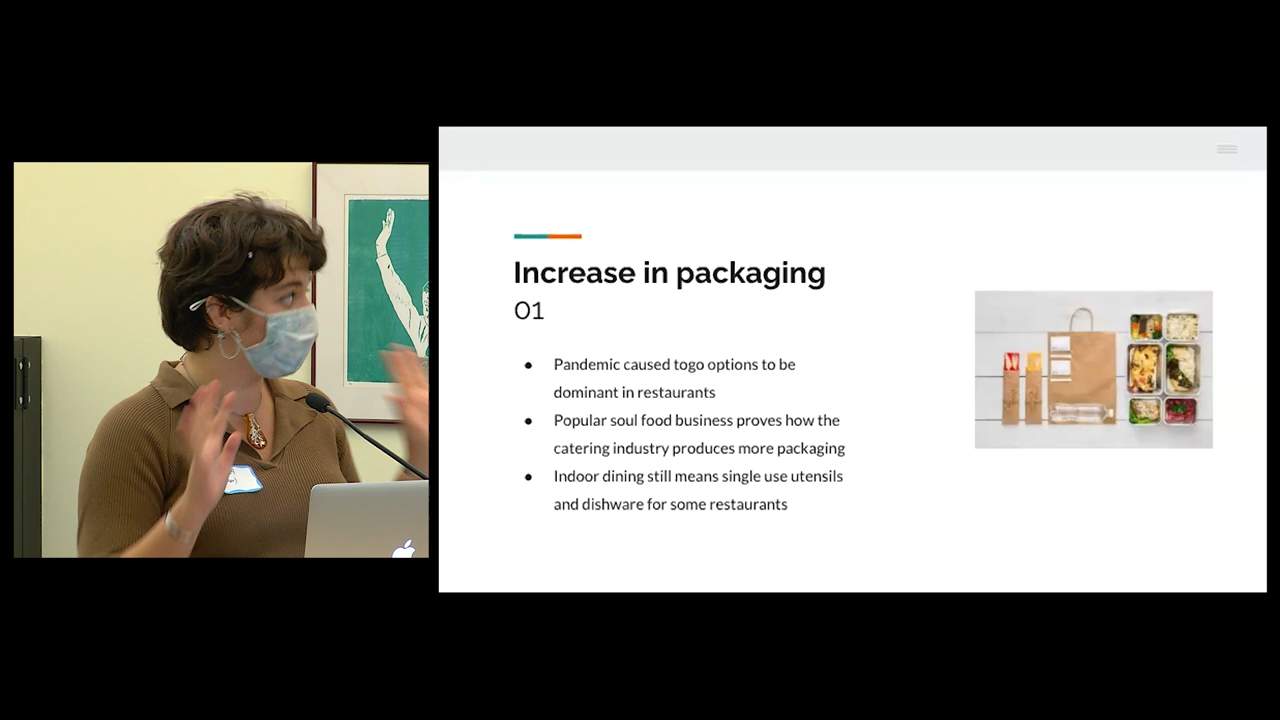 Increase in packaging
01
● Pandemic caused togo options to be
dominant in restaurants
● Popular soul food business proves how the
catering industry produces more packaging
● Indoor dining still means single use utensils
and dishware for some restaurants